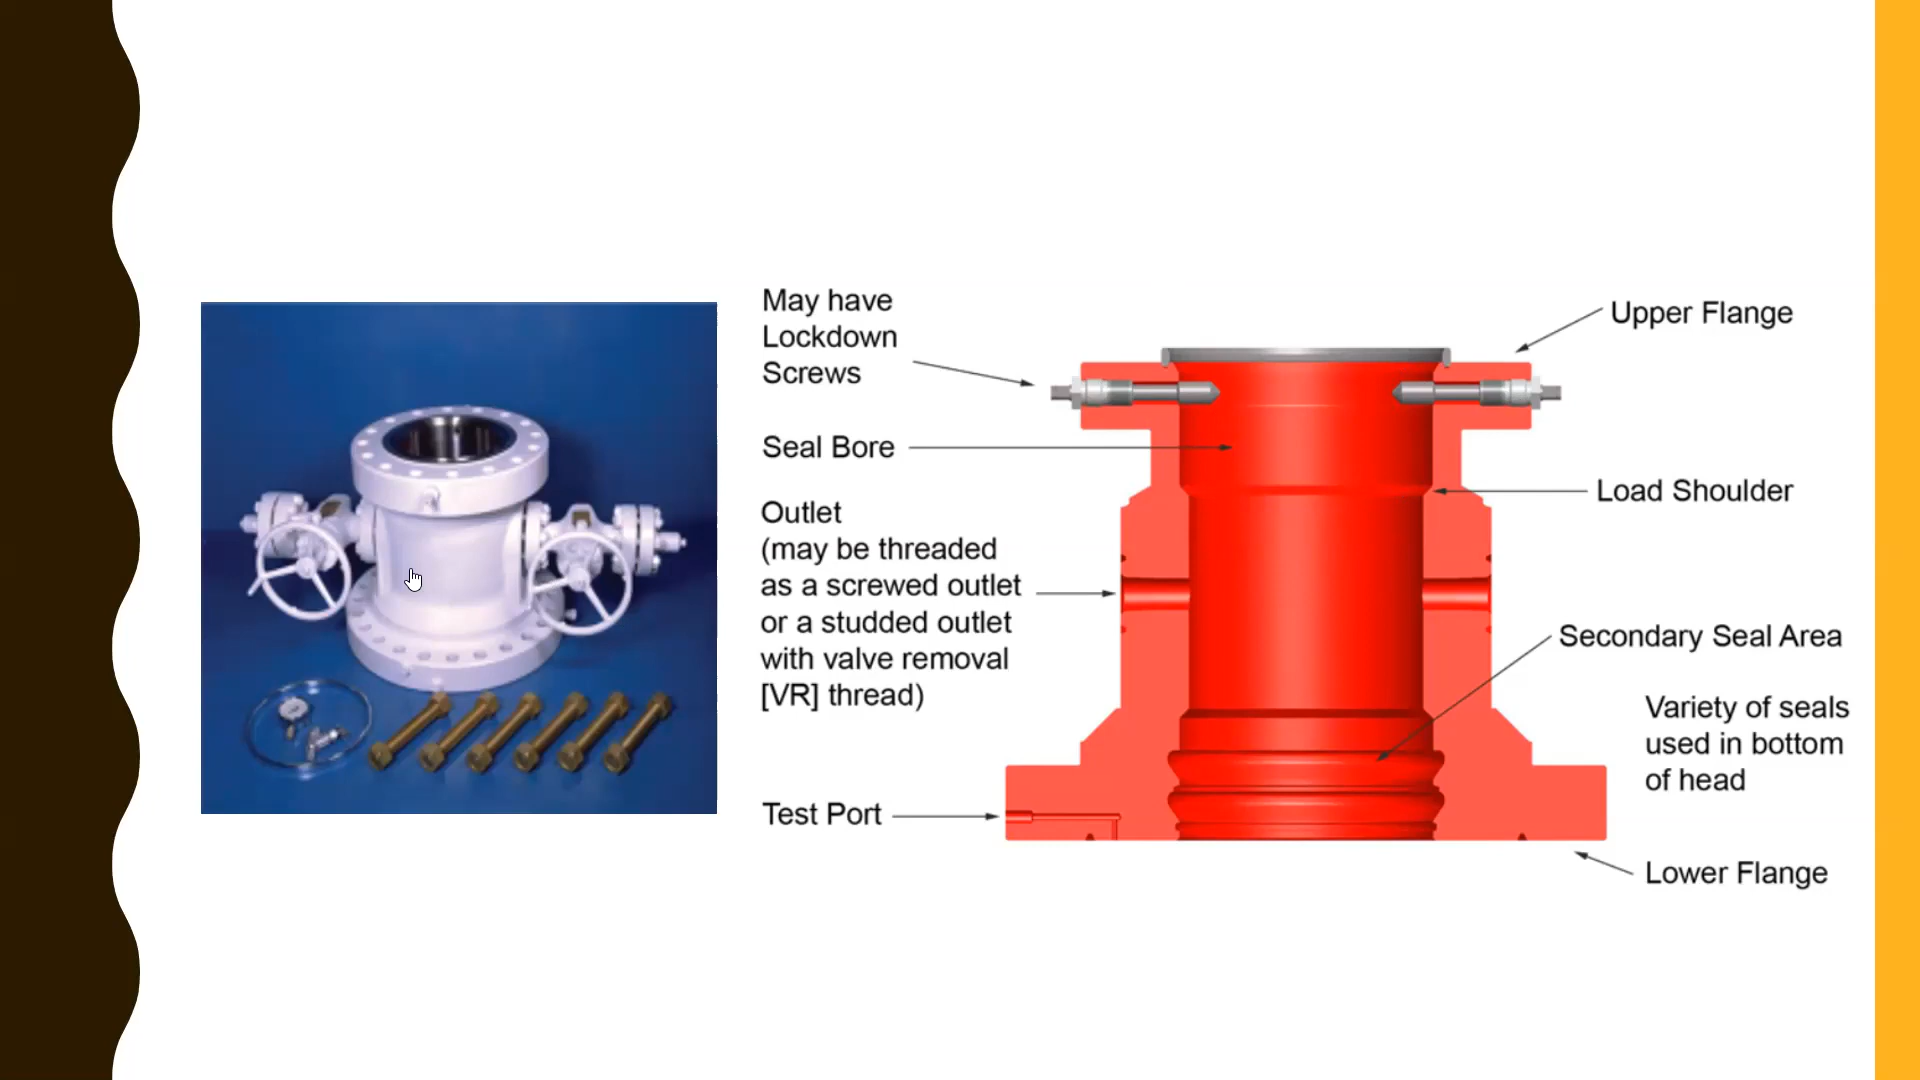 May have
Lockdown
Screws
Seal Bore
Outlet
(may be threaded
as a screwed outlet
or a studded outlet
with valve removal
[VR] thread)
Test Port
Upper Flange
Load Shoulder
Secondary Seal Area
Variety of seals
used in bottom
of head
Lower Flange